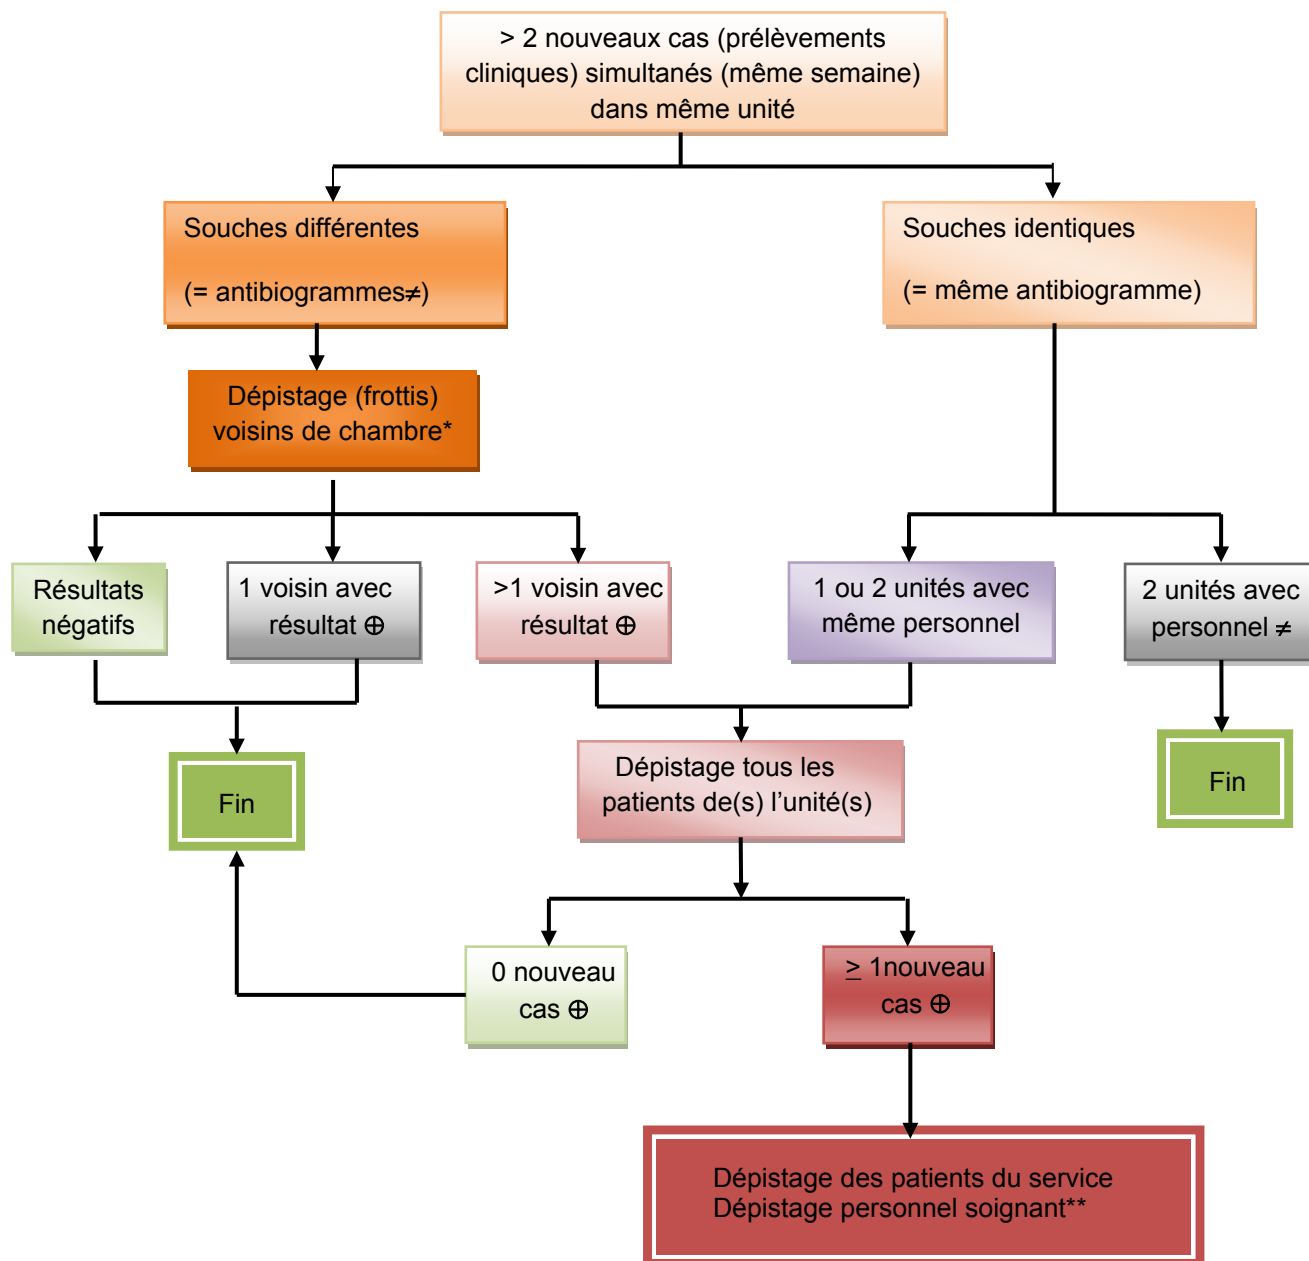 > 2 nouveaux cas (prélèvements
cliniques) simultanés (même semaine)
dans même unité
Souches différentes
(= antibiogrammes≠)
Souches identiques
(= même antibiogramme)
Dépistage (frottis)
voisins de chambre*
Résultats
négatifs
1 voisin avec
résultat ⊕
>1 voisin avec
résultat ⊕
1 ou 2 unités avec
même personnel
2 unités avec
personnel ≠
Fin
Dépistage tous les
patients de(s) l'unité(s)
Fin
0 nouveau
cas ⊕
≥ 1nouveau
cas ⊕
Dépistage des patients du service
Dépistage personnel soignant**